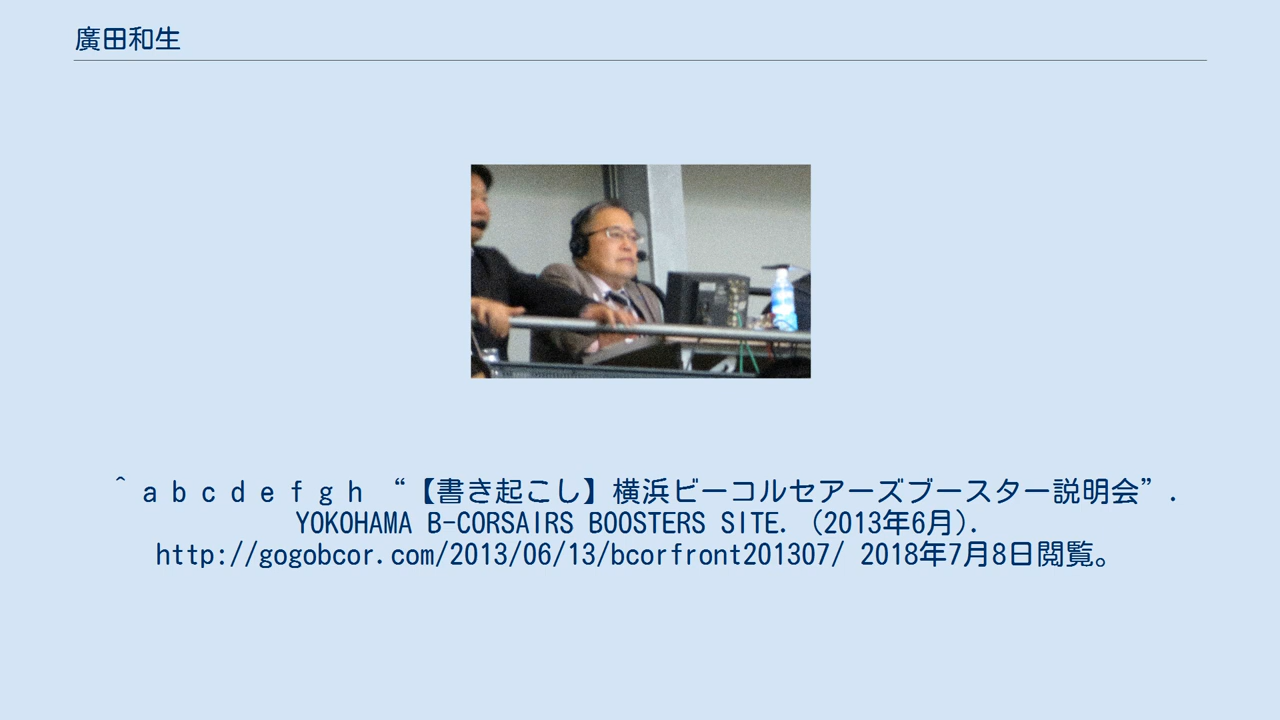 廣田和生
^ a b c d e f g h “【書き起こし】横浜ビーコルセアーズブースター説明会”.
YOKOHAMA B-CORSAIRS BOOSTERS SITE. (2013年6月).
http://gogobcor.com/2013/06/13/bcorfront201307/ 2018年7月8日閲覧。